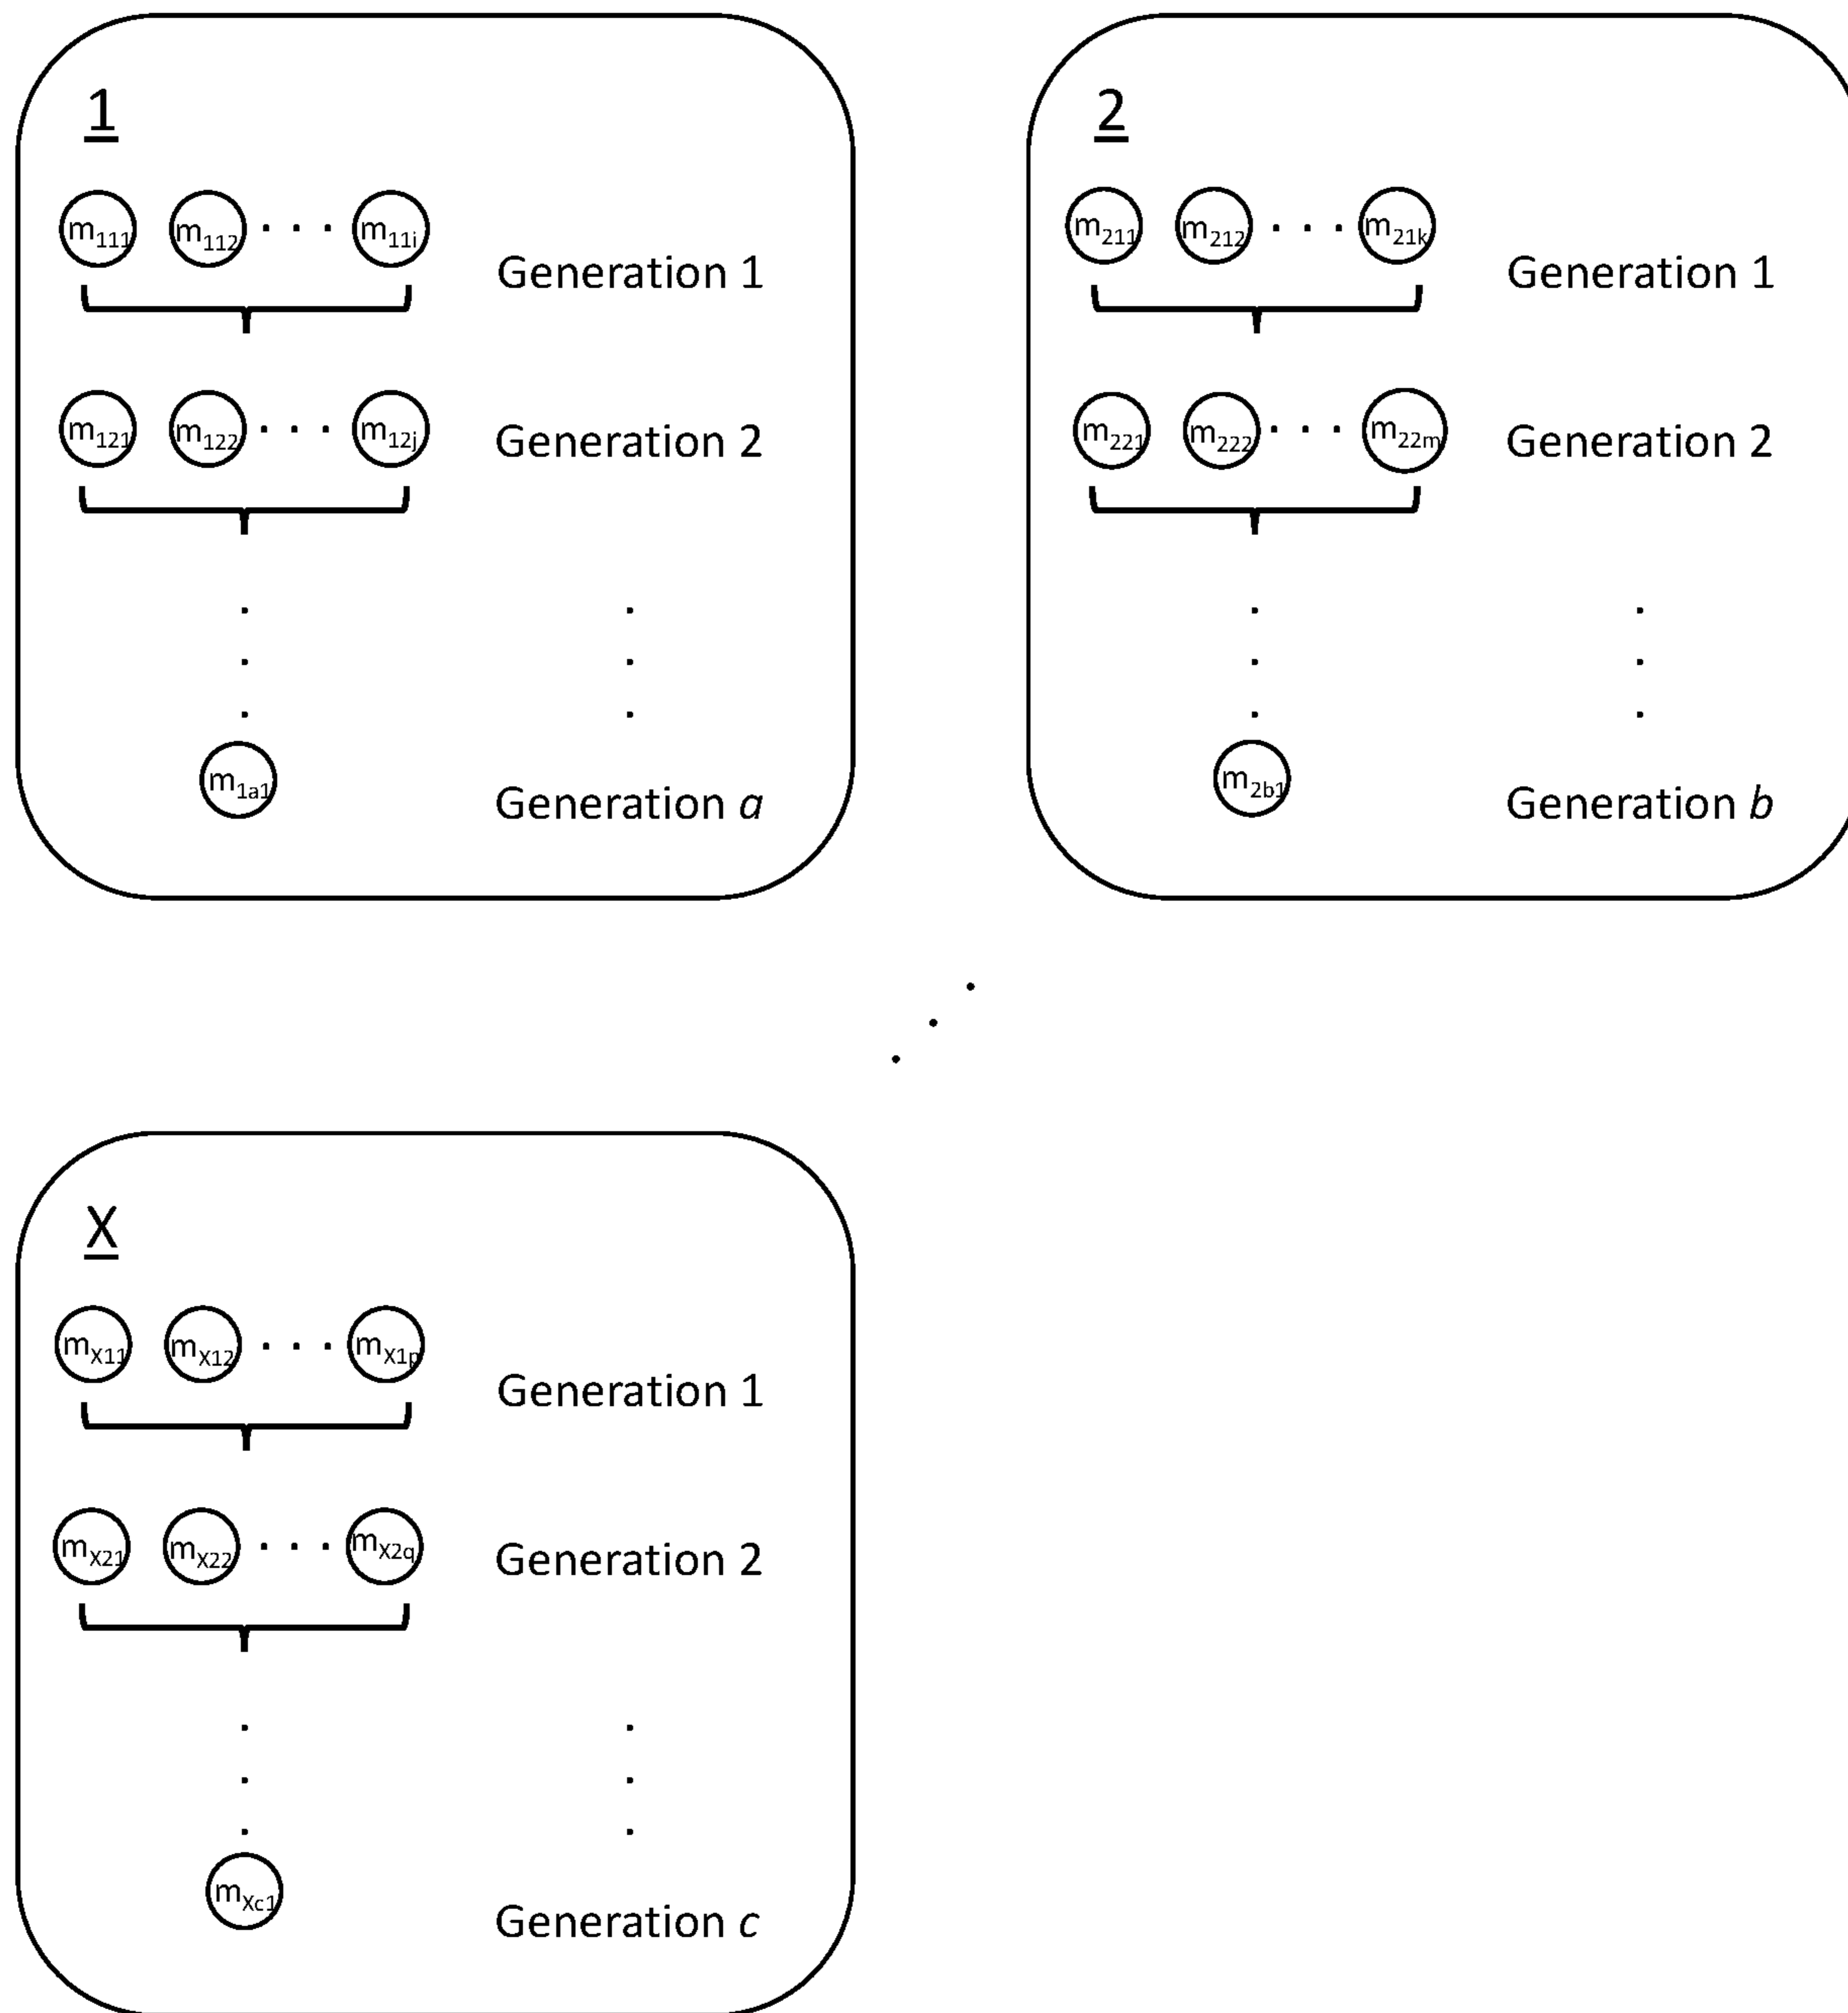 1
m111 m112 · · · m11i
Generation 1
m121 m122 · · · m12j
Generation 2
m1a1
Generation a
2
m211 m212 · · · m21k
Generation 1
m221 m222 · · · m22m
Generation 2
m2b1
Generation b
X
mX11 mX12 · · · mX1p
Generation 1
mX21 mX22 · · · mX2q
Generation 2
mXc1
Generation c